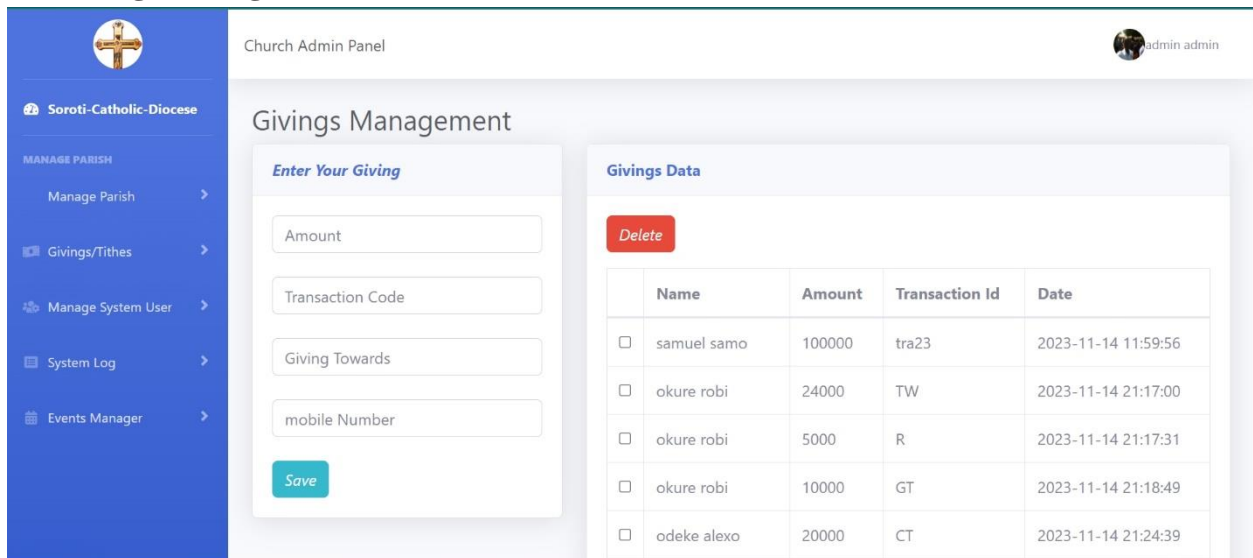 Church Admin Panel
admin admin
Soroti-Catholic-Diocese
MANAGE PARISH
Manage Parish
Givings/Tithes
Manage System User
System Log
Events Manager
Givings Management
Enter Your Giving
Amount
Transaction Code
Giving Towards
mobile Number
Save
Givings Data
Delete
Name Amount Transaction Id Date
samuel samo 100000 tra23 2023-11-14 11:59:56
okure robi 24000 TW 2023-11-14 21:17:00
okure robi 5000 R 2023-11-14 21:17:31
okure robi 10000 GT 2023-11-14 21:18:49
odeke alexo 20000 CT 2023-11-14 21:24:39